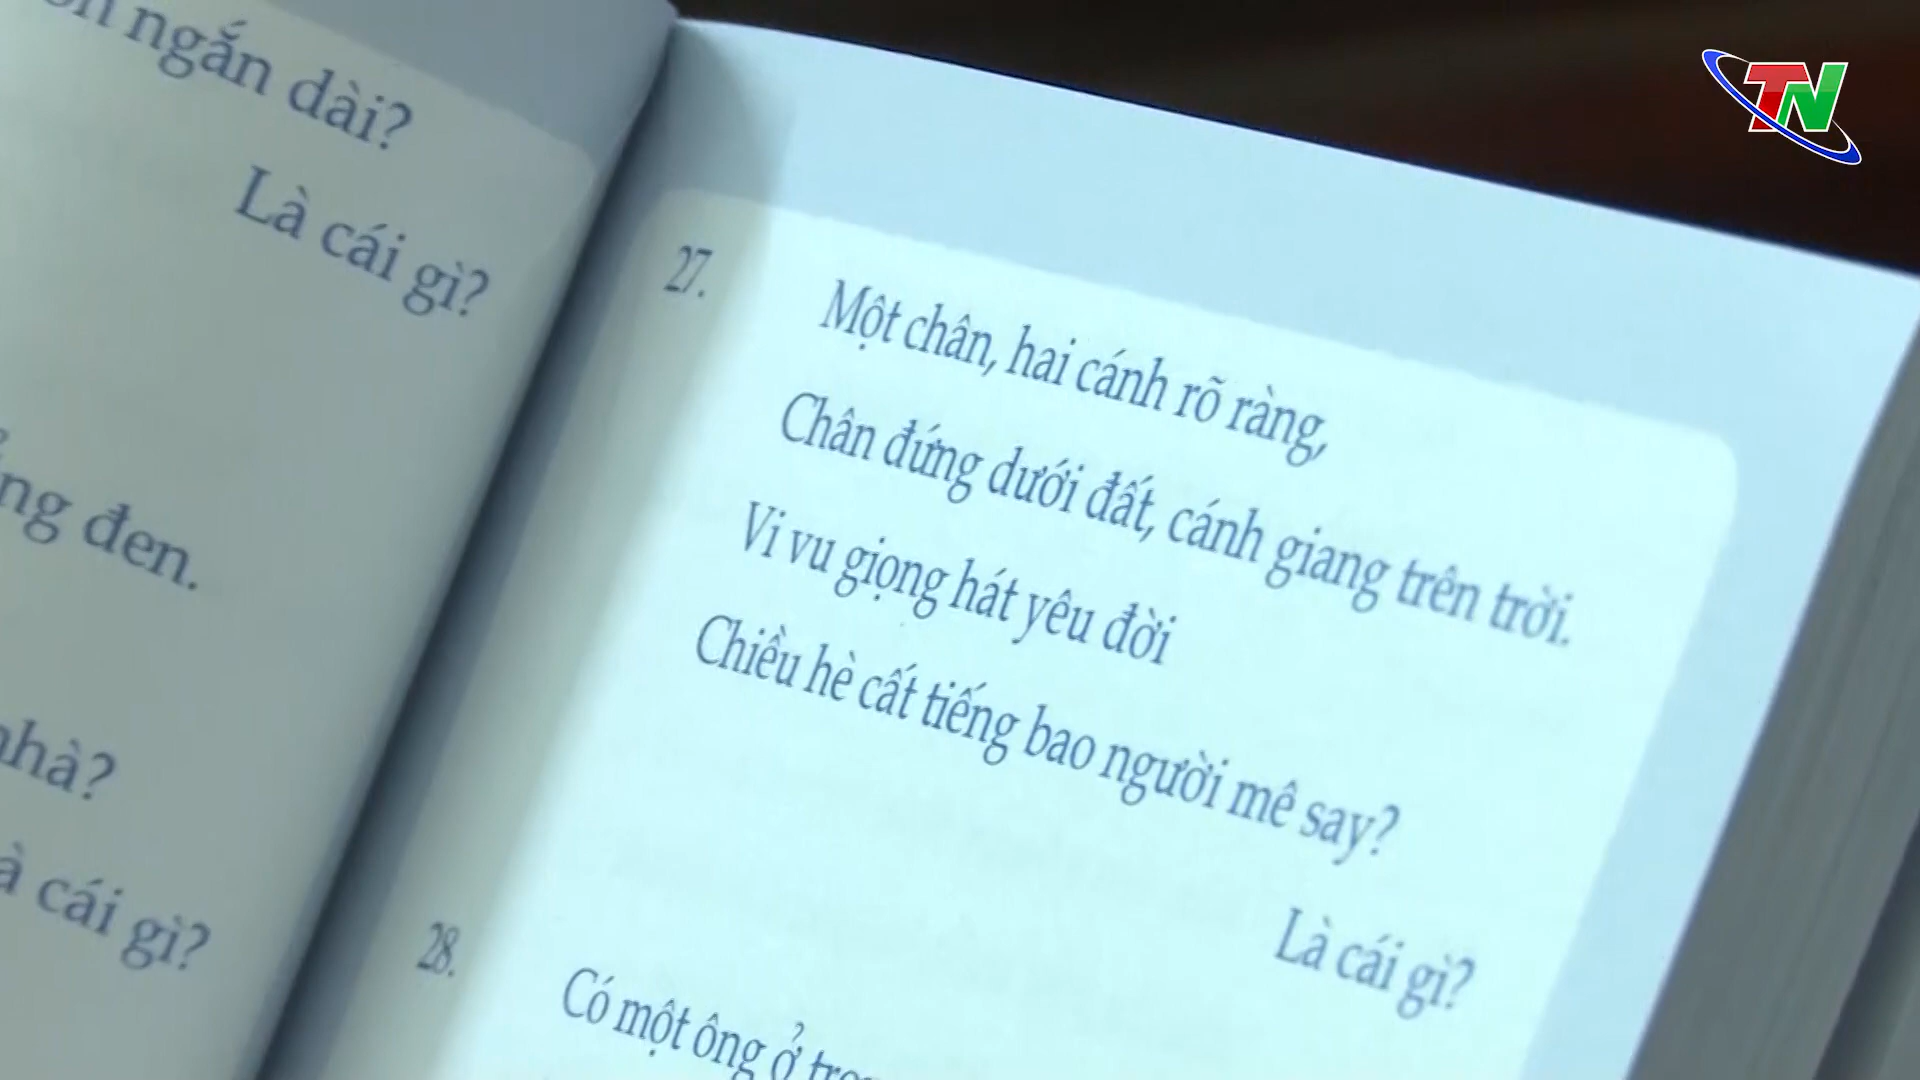 ngắn dài?
Là cái gì?
đen.
nhà?
cái gì?
27.
Một chân, hai cánh rõ ràng,
Chân đứng dưới đất, cánh giang trên trời.
Vi vu giọng hát yêu đời
Chiều hè cất tiếng bao người mê say?
Là cái gì?
28.
Có một ông ở
TN